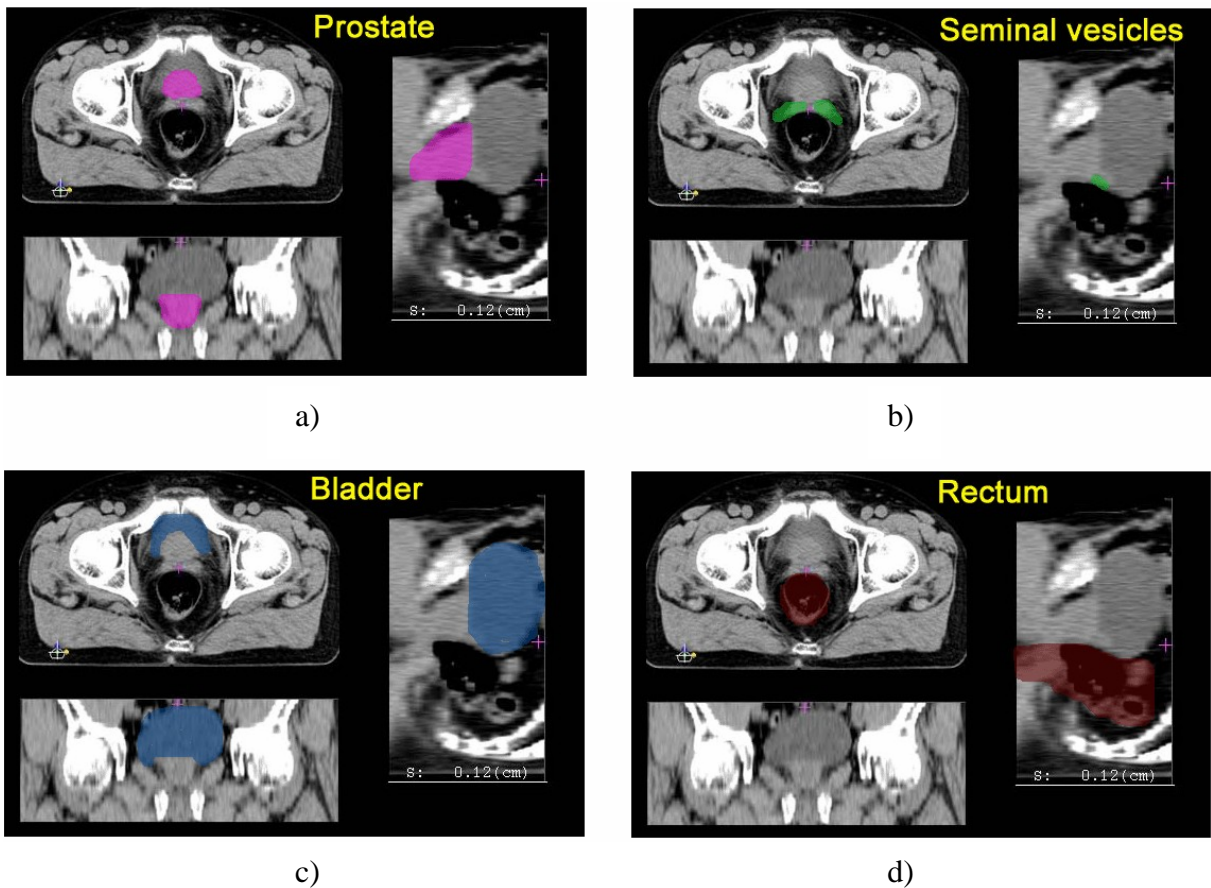 Prostate
S: 0.12(cm)
a)
Seminal vesicles
S: 0.12(cm)
b)
Bladder
S: 0.12(cm)
c)
Rectum
S: 0.12(cm)
d)